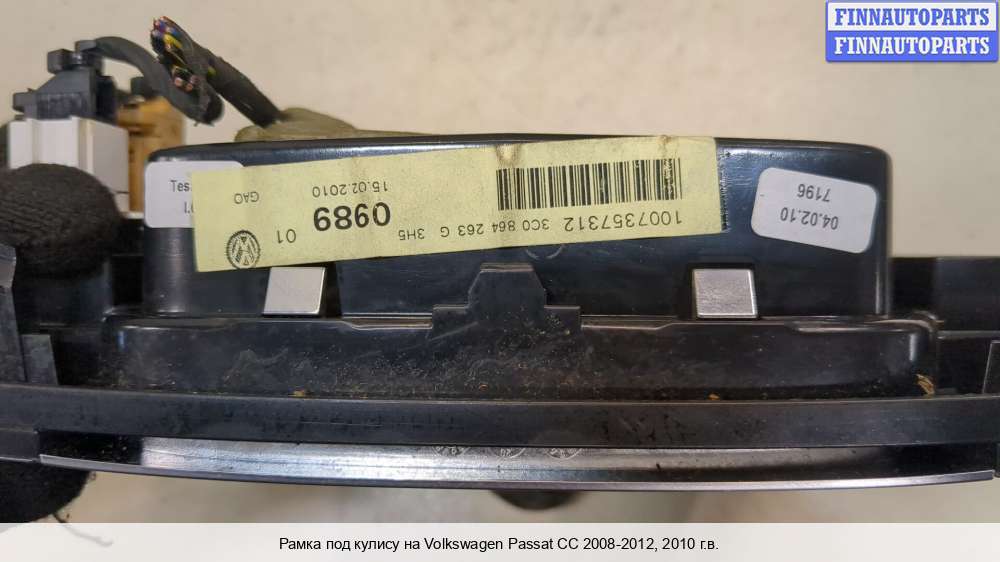 FINNAUTOPARTS
FINNAUTOPARTS
Tes
GAO
15.02.2010
0989
01
1007357312
3C0 864 263 G 3H5
04.02.10
7196
Рамка под кулису на Volkswagen Passat CC 2008-2012, 2010 г.в.